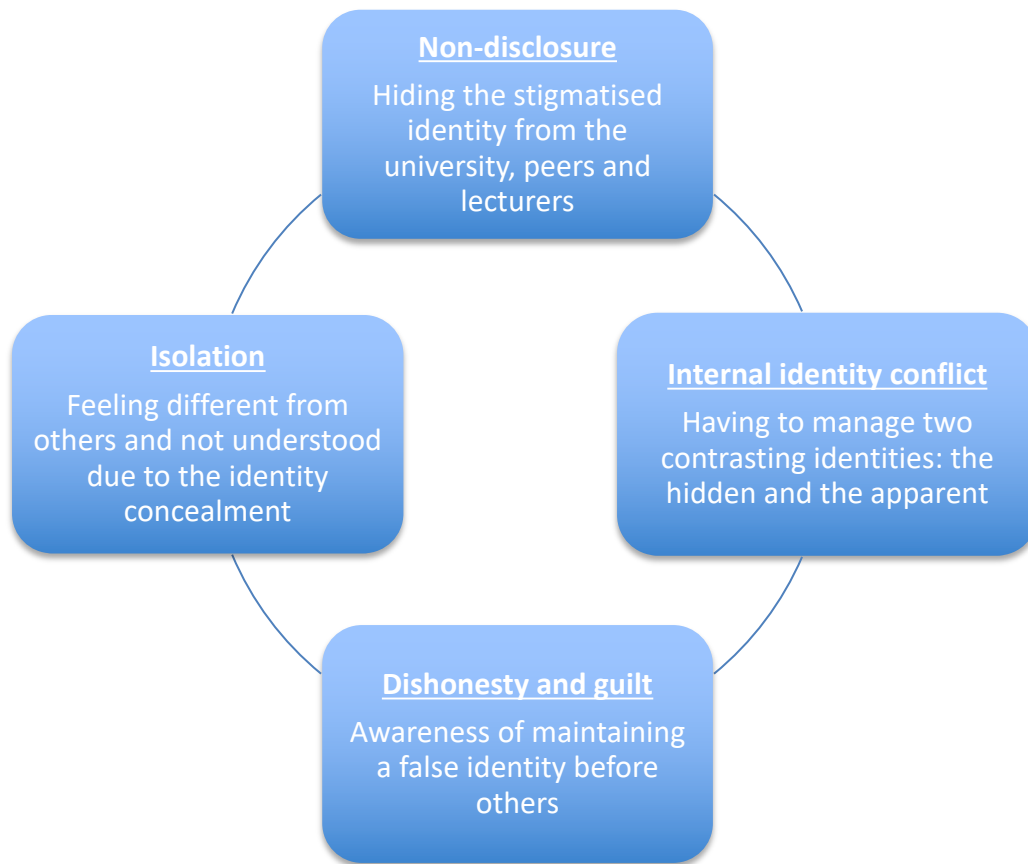 Non-disclosure
Hiding the stigmatised
identity from the
university, peers and
lecturers
Isolation
Feeling different from
others and not understood
due to the identity
concealment
Internal identity conflict
Having to manage two
contrasting identities: the
hidden and the apparent
Dishonesty and guilt
Awareness of maintaining
a false identity before
others